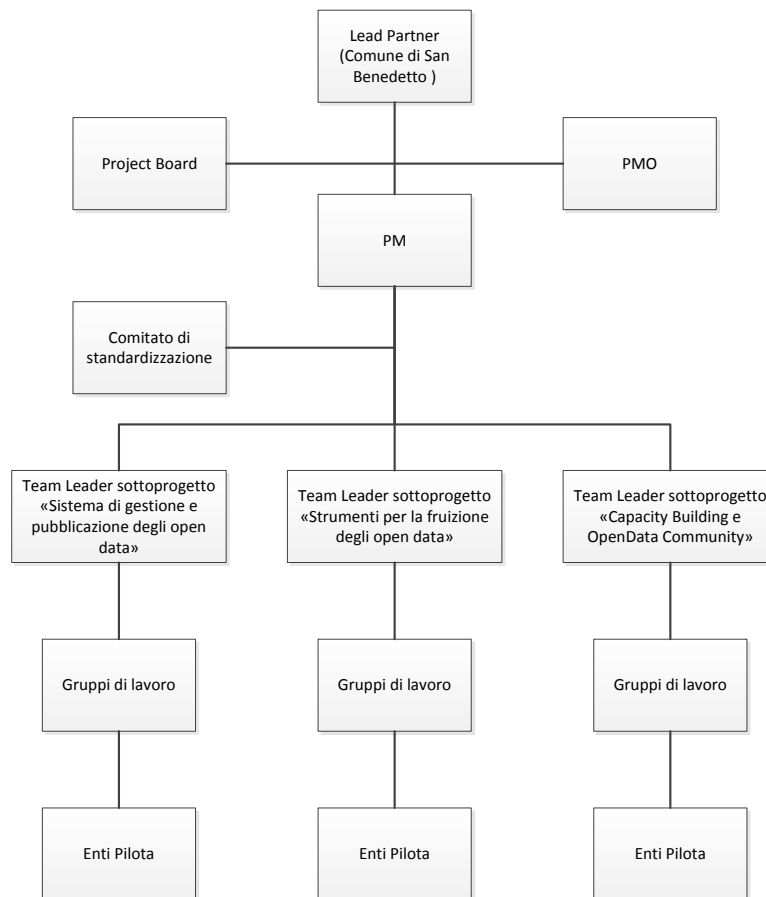 Lead Partner
(Comune di San
Benedetto )
Project Board
PMO
PM
Comitato di
standardizzazione
Team Leader sottoprogetto
«Sistema di gestione e
pubblicazione degli open
data»
Team Leader sottoprogetto
«Strumenti per la fruizione
degli open data»
Team Leader sottoprogetto
«Capacity Building e
OpenData Community»
Gruppi di lavoro
Gruppi di lavoro
Gruppi di lavoro
Enti Pilota
Enti Pilota
Enti Pilota